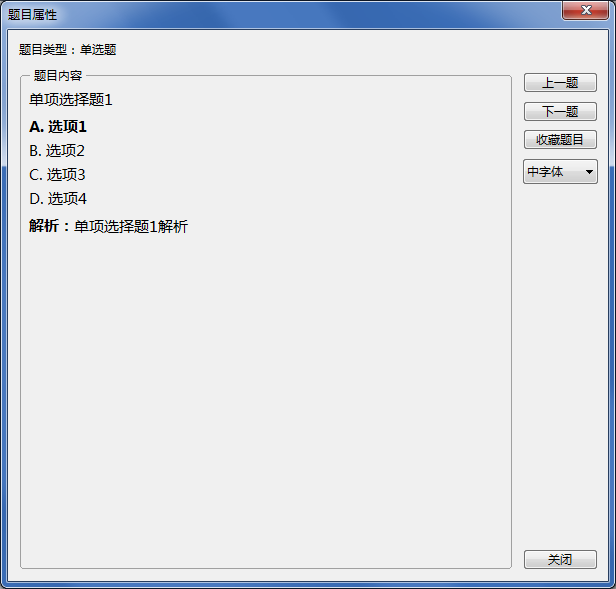 题目属性
题目类型：单选题
题目内容
单项选择题1
A. 选项1
B. 选项2
C. 选项3
D. 选项4
解析：单项选择题1解析
上一题
下一题
收藏题目
中字体
关闭